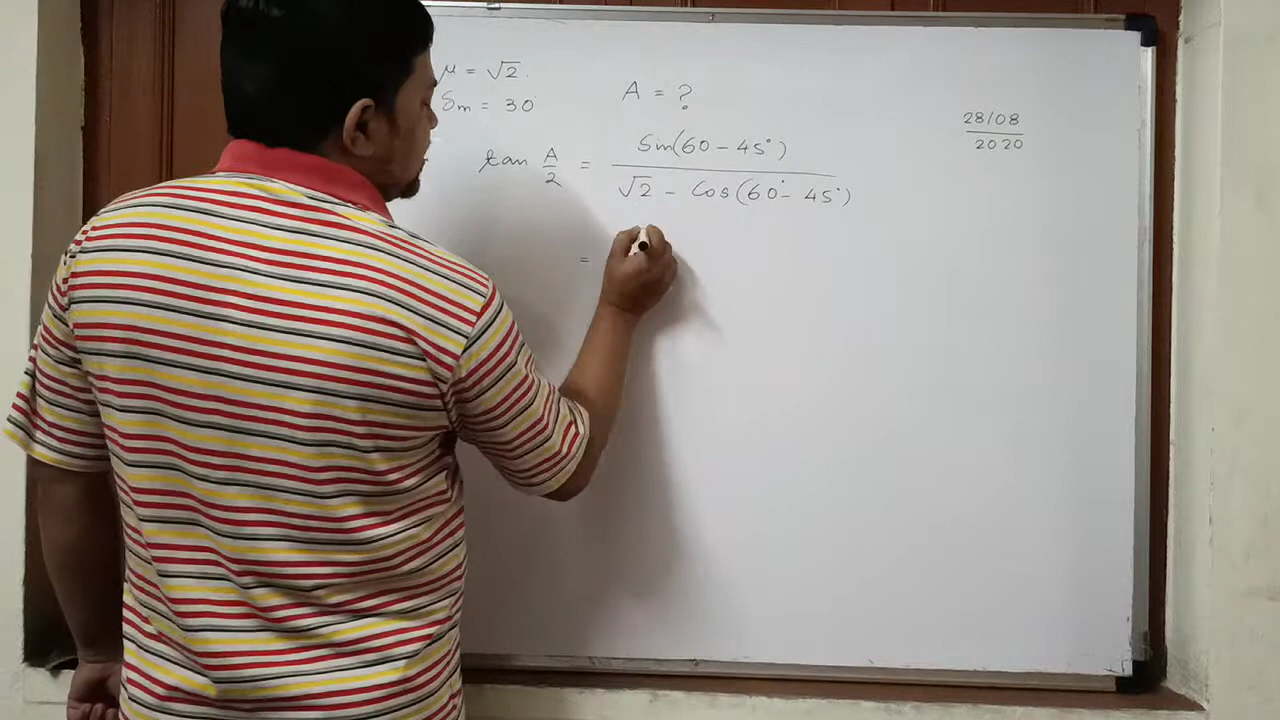 μ = √2.
δm = 30
A = ?
28/08
2020
tan A/2 = Sin(60 - 45°) / √2 - Cos(60° - 45°)
=